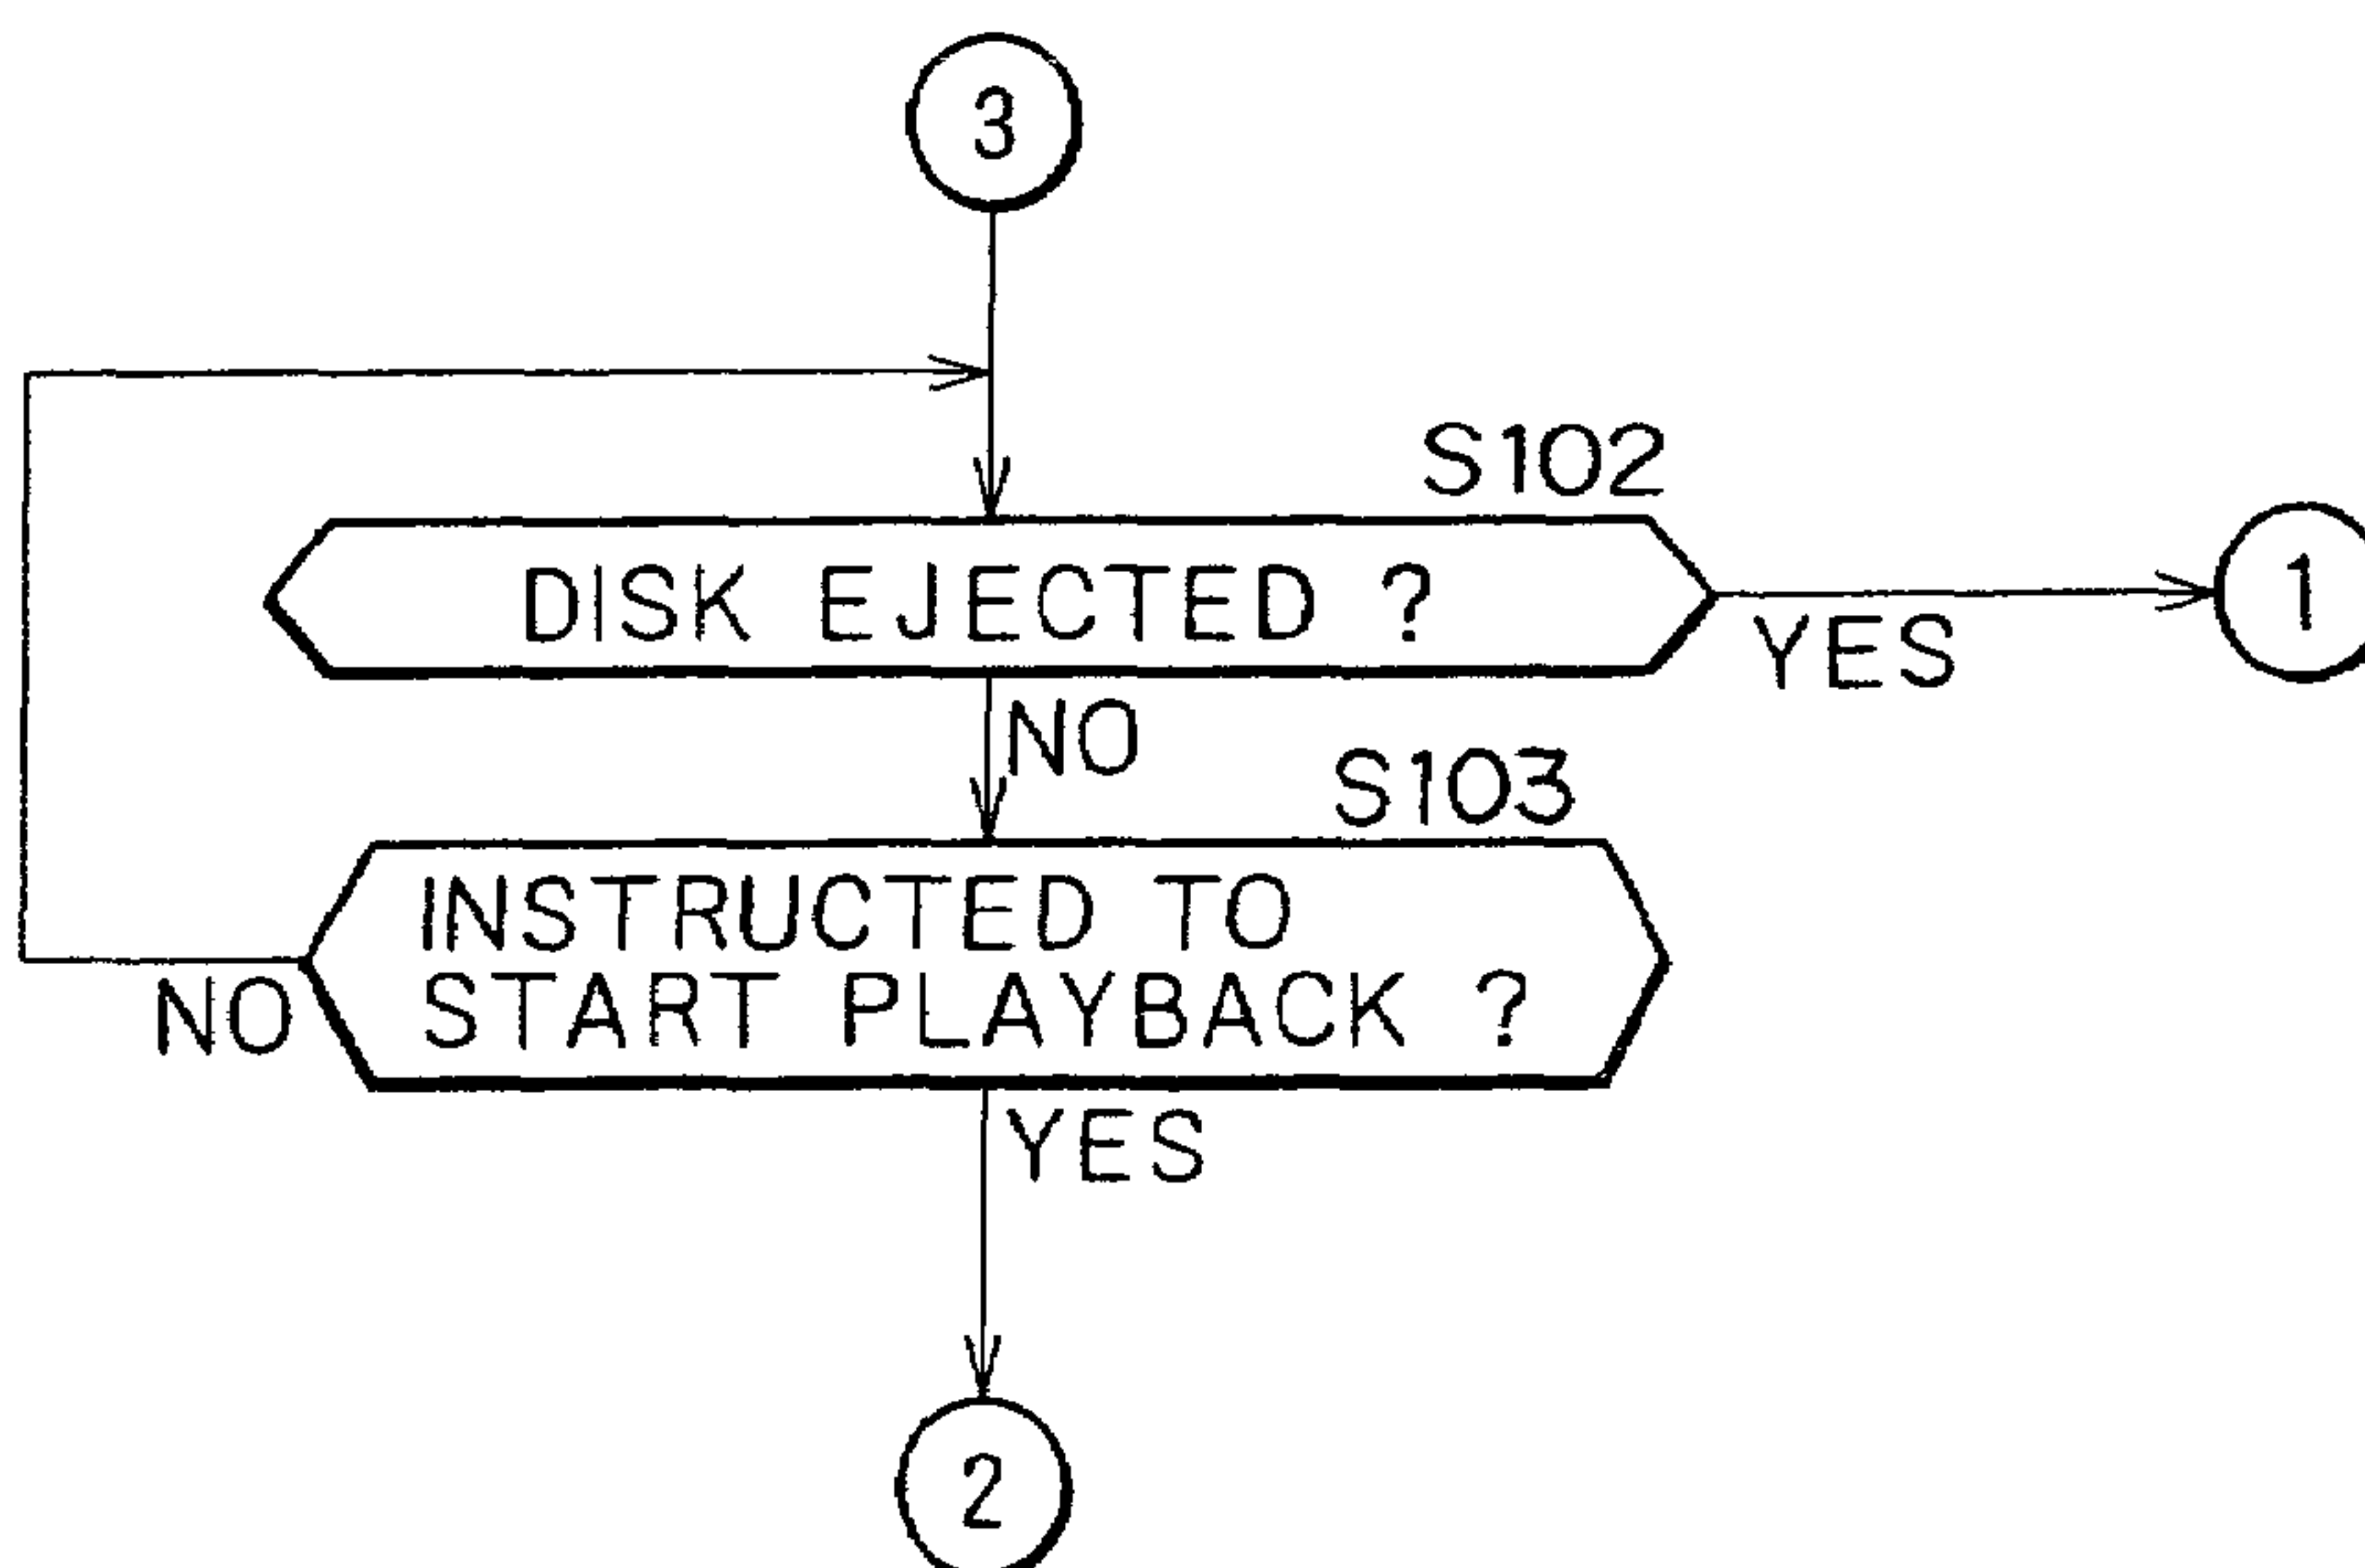 3
S102
DISK EJECTED ?
1
YES
NO
S103
INSTRUCTED TO
START PLAYBACK ?
NO
YES
2